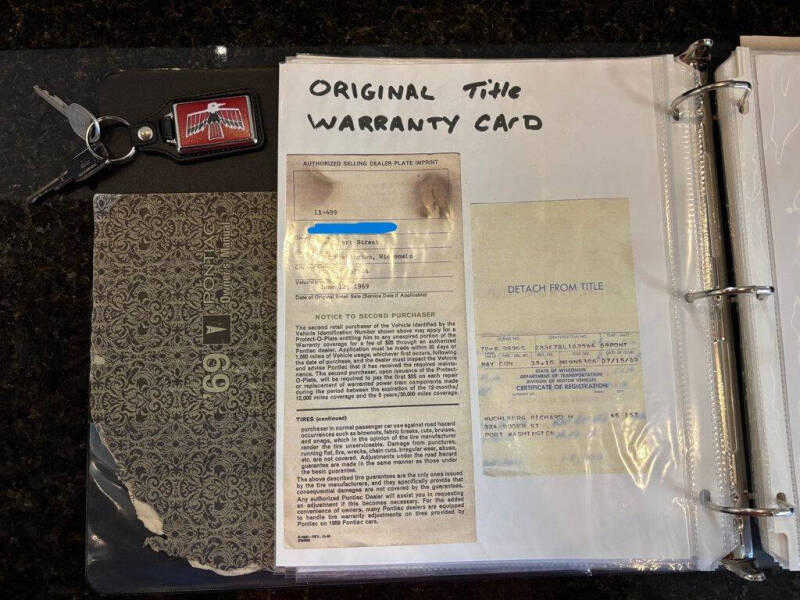 ORIGINAL Title
WARRANTY CARD
AUTHORIZED SELLING DEALER PLATE IMPRINT
11-499
Street
Wisconsin
June 12, 1969
Date of Original Retail Sale (Service Date if Applicable)
NOTICE TO SECOND PURCHASER
The second retail purchaser of the Vehicle identified by the
Vehicle Identification Number shown above may apply for a
Protect-O-Plate entitling him to any unexpired portion of the
Warranty coverage for a fee of $25 through an authorized
Pontiac dealer. Application must be made within 30 days or
1,000 miles of Vehicle usage, whichever first occurs, following
the date of purchase, and the dealer must inspect the Vehicle
and advise Pontiac that it has received the required mainte-
nance. The second purchaser, upon issuance of the Protect-
O-Plate, will be required to pay the first $25 on each repair
or replacement of warranted power train components made
during the period between the expiration of the 12-months/
12,000 miles coverage and the 5 years/50,000 miles coverage.
TIRES (continued)
purchaser in normal passenger car use against road hazard
occurrences such as blowouts, fabric breaks, cuts, bruises,
and snags, which in the opinion of the tire manufacturer
render the tire unserviceable. Damage from punctures,
running flat, fire, wrecks, chain cuts, irregular wear, abuse,
etc. are not covered. Adjustments under the road hazard
guarantee are made in the same manner as those under
the basic guarantee.
The above described tire guarantees are the only ones issued
by the tire manufacturers, and they specifically provide that
consequential damages are not covered by the guarantees.
Any authorized Pontiac Dealer will assist you in requesting
an adjustment if this becomes necessary. For the added
convenience of owners, many Pontiac dealers are equipped
to handle tire warranty adjustments on tires provided by
Pontiac on 1969 Pontiac cars.
DETACH FROM TITLE
69PONT
MAY CON
07/15/69
STATE OF WISCONSIN
DEPARTMENT OF TRANSPORTATION
DIVISION OF MOTOR VEHICLES
CERTIFICATE OF REGISTRATION
RICHARD H
ST
PORT WASHINGTON
69 PONTIAC
Owner's Manual